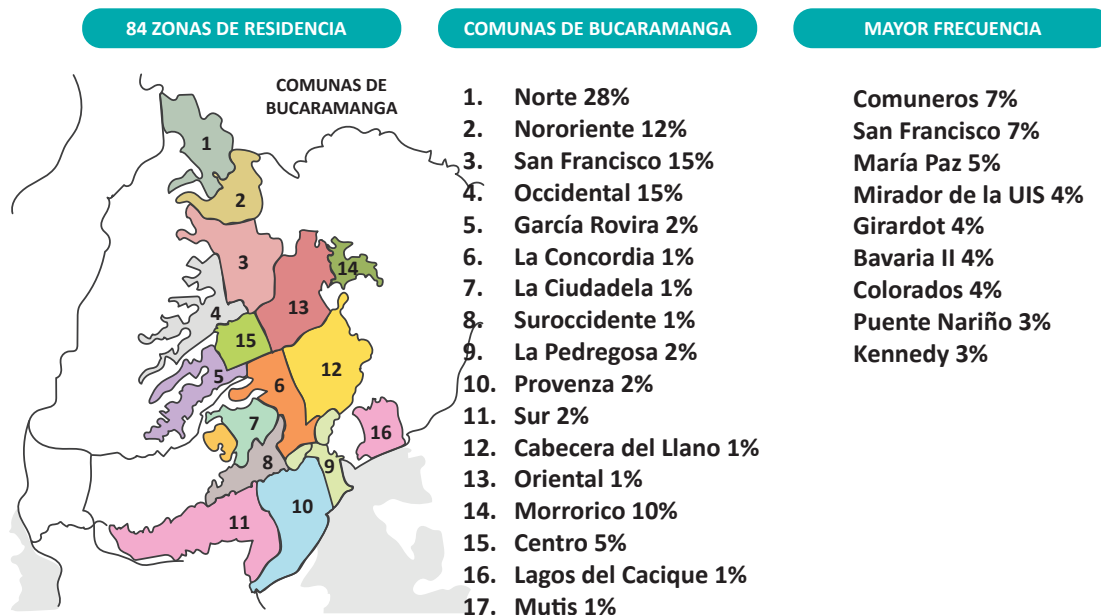 84 ZONAS DE RESIDENCIA
COMUNAS DE BUCARAMANGA
MAYOR FRECUENCIA
COMUNAS DE
BUCARAMANGA
1
2
3
14
4
13
15
5
12
6
7
16
8
9
10
11
1. Norte 28%
2. Nororiente 12%
3. San Francisco 15%
4. Occidental 15%
5. García Rovira 2%
6. La Concordia 1%
7. La Ciudadela 1%
8. Suroccidente 1%
9. La Pedregosa 2%
10. Provenza 2%
11. Sur 2%
12. Cabecera del Llano 1%
13. Oriental 1%
14. Morrorico 10%
15. Centro 5%
16. Lagos del Cacique 1%
17. Mutis 1%
Comuneros 7%
San Francisco 7%
María Paz 5%
Mirador de la UIS 4%
Girardot 4%
Bavaria II 4%
Colorados 4%
Puente Nariño 3%
Kennedy 3%